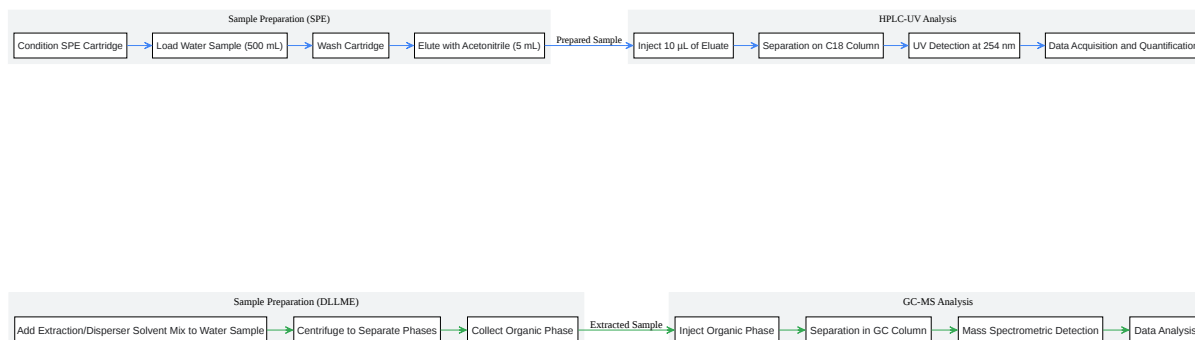 Sample Preparation (SPE)
HPLC-UV Analysis
Condition SPE Cartridge
Load Water Sample (500 mL)
Wash Cartridge
Elute with Acetonitrile (5 mL)
Prepared Sample
Inject 10 µL of Eluate
Separation on C18 Column
UV Detection at 254 nm
Data Acquisition and Quantification
Sample Preparation (DLLME)
GC-MS Analysis
Add Extraction/Disperser Solvent Mix to Water Sample
Centrifuge to Separate Phases
Collect Organic Phase
Extracted Sample
Inject Organic Phase
Separation in GC Column
Mass Spectrometric Detection
Data Analysis